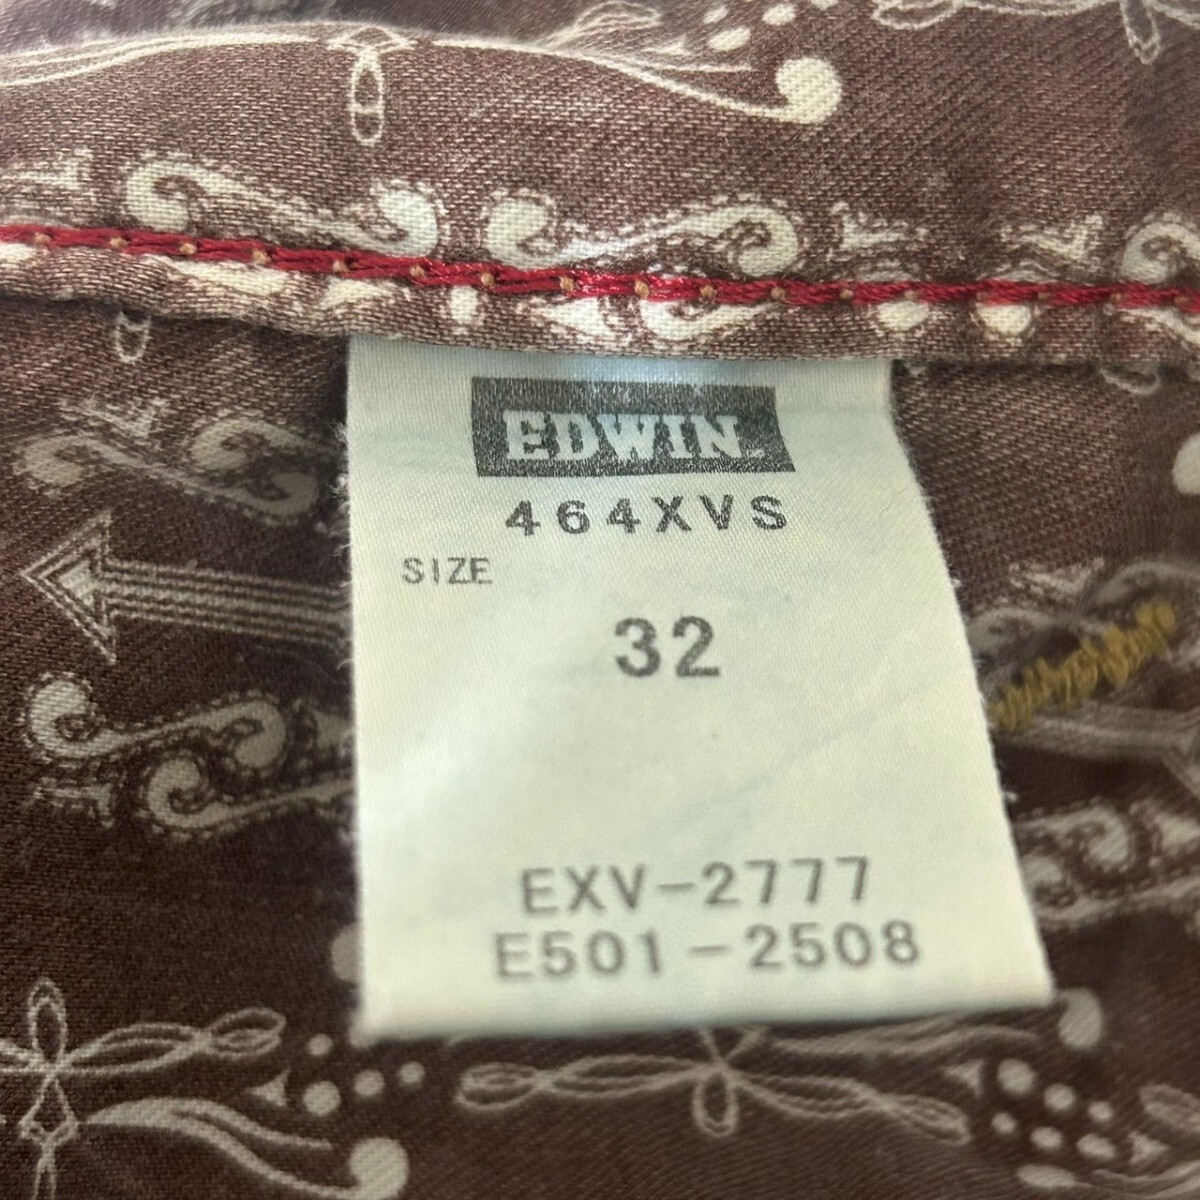 EDWIN
464XVS
SIZE
32
EXV-2777
E501-2508